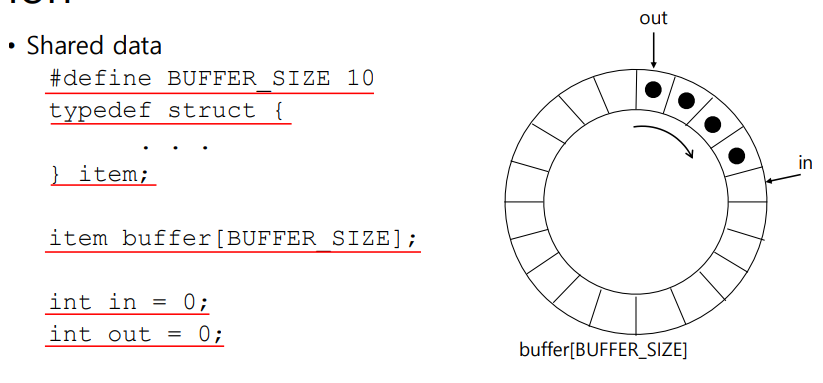 • Shared data
#define BUFFER_SIZE 10
typedef struct {
. . .
} item;
item buffer[BUFFER_SIZE];
int in = 0;
int out = 0;
out
in
buffer[BUFFER_SIZE]